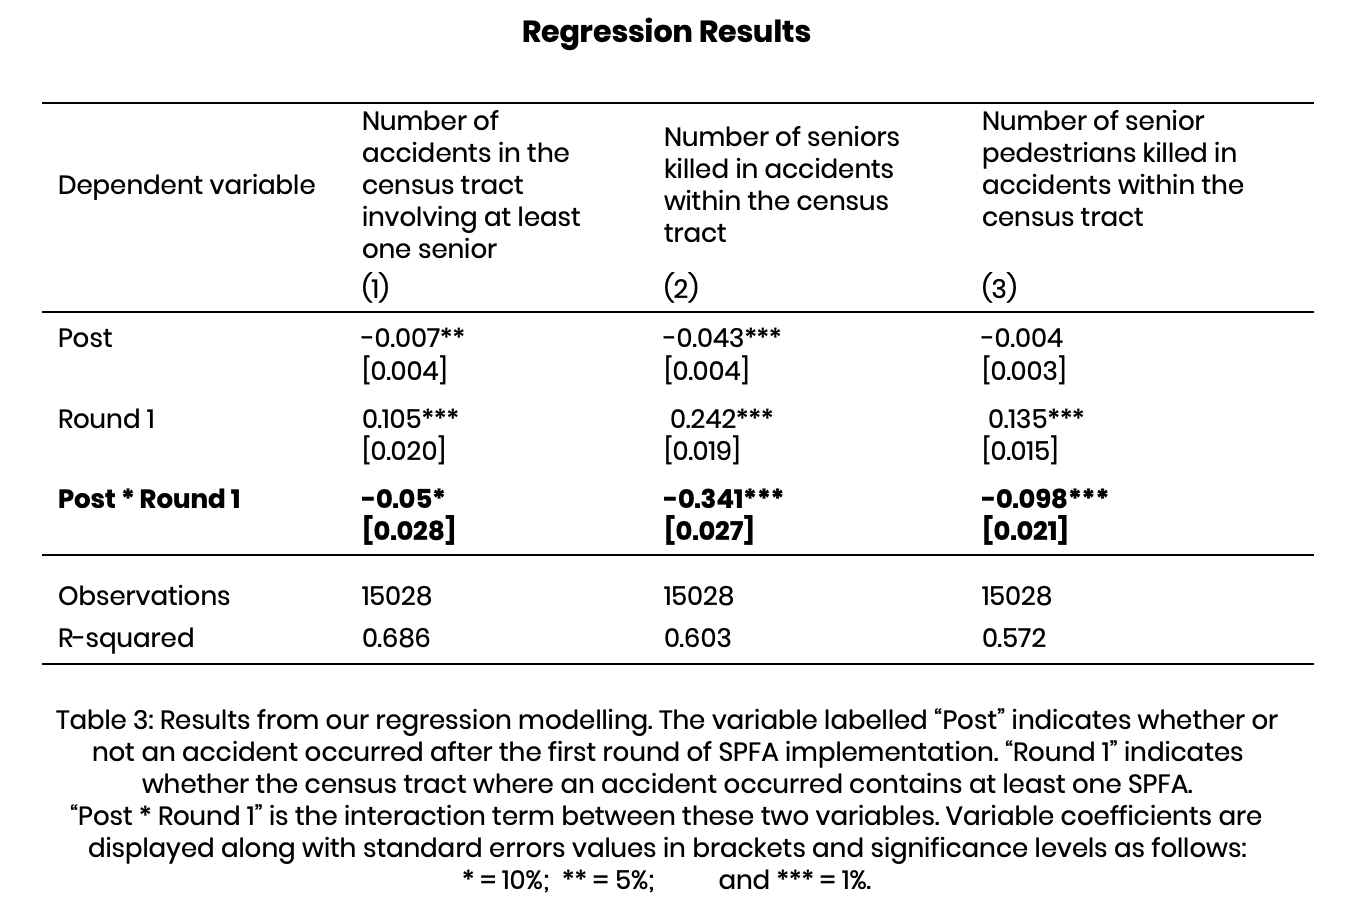 Regression Results
Dependent variable
Number of
accidents in the
census tract
involving at least
one senior
(1)
Number of seniors
killed in accidents
within the census
tract
(2)
Number of senior
pedestrians killed in
accidents within the
census tract
(3)
Post -0.007** -0.043*** -0.004
[0.004] [0.004] [0.003]
Round 1 0.105*** 0.242*** 0.135***
[0.020] [0.019] [0.015]
Post * Round 1 -0.05* -0.341*** -0.098***
[0.028] [0.027] [0.021]
Observations 15028 15028 15028
R-squared 0.686 0.603 0.572
Table 3: Results from our regression modelling. The variable labelled “Post” indicates whether or
not an accident occurred after the first round of SPFA implementation. “Round 1” indicates
whether the census tract where an accident occurred contains at least one SPFA.
“Post * Round 1” is the interaction term between these two variables. Variable coefficients are
displayed along with standard errors values in brackets and significance levels as follows:
* = 10%; ** = 5%; and *** = 1%.